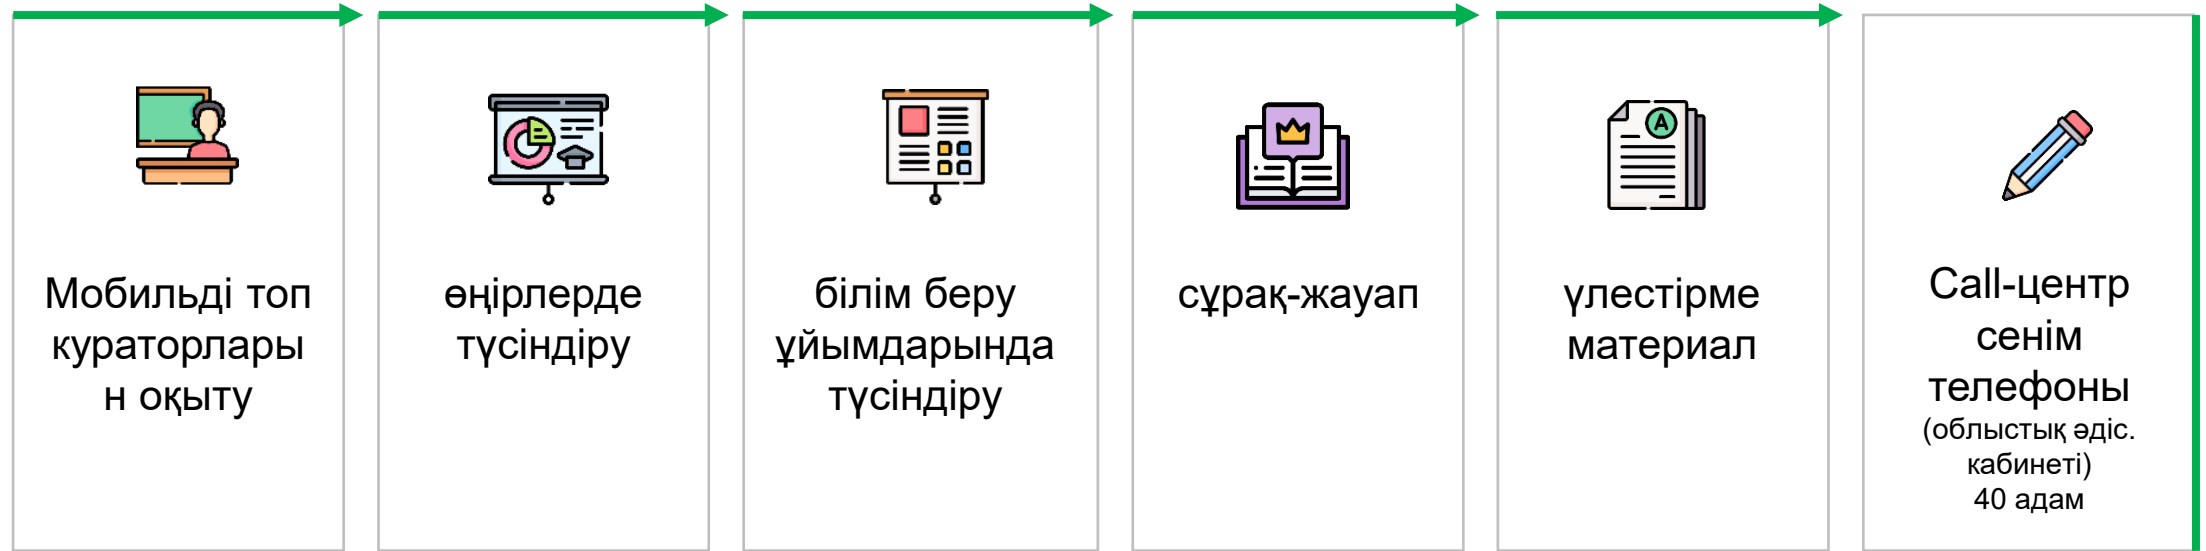 Мобильді топ
кураторлары
н оқыту
өңірлерде
түсіндіру
білім беру
ұйымдарында
түсіндіру
сұрақ-жауап
үлестірме
материал
Call-центр
сенім
телефоны
(облыстық әдіс.
кабинеті)
40 адам
A